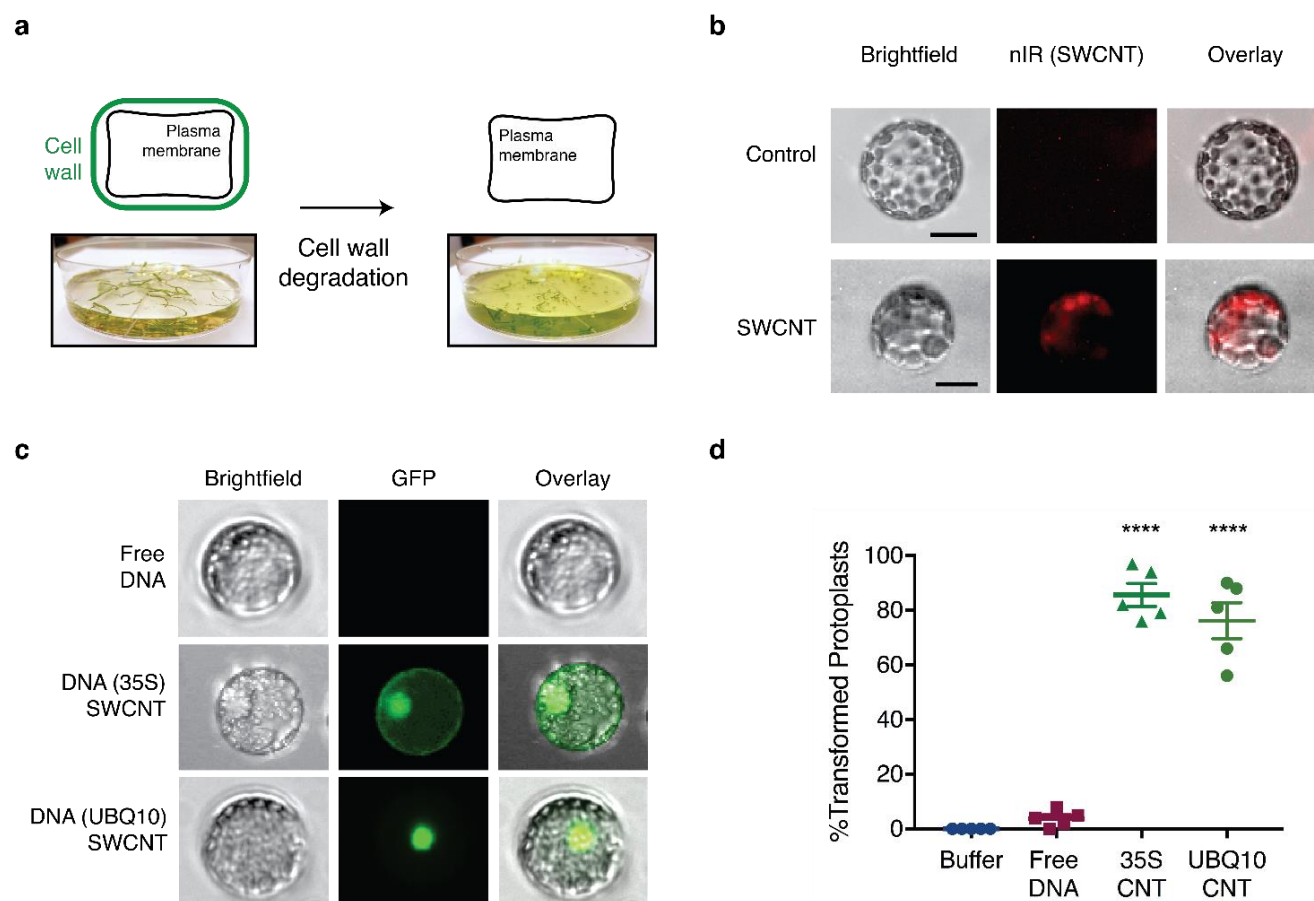 a
Cell
wall
Plasma
membrane
Cell wall
degradation
Plasma
membrane
b
Brightfield
nIR (SWCNT)
Overlay
Control
SWCNT
c
Brightfield
GFP
Overlay
Free
DNA
DNA (35S)
SWCNT
DNA (UBQ10)
SWCNT
d
%Transformed Protoplasts
100
80
60
40
20
0
****
****
Buffer
Free
DNA
35S
CNT
UBQ10
CNT